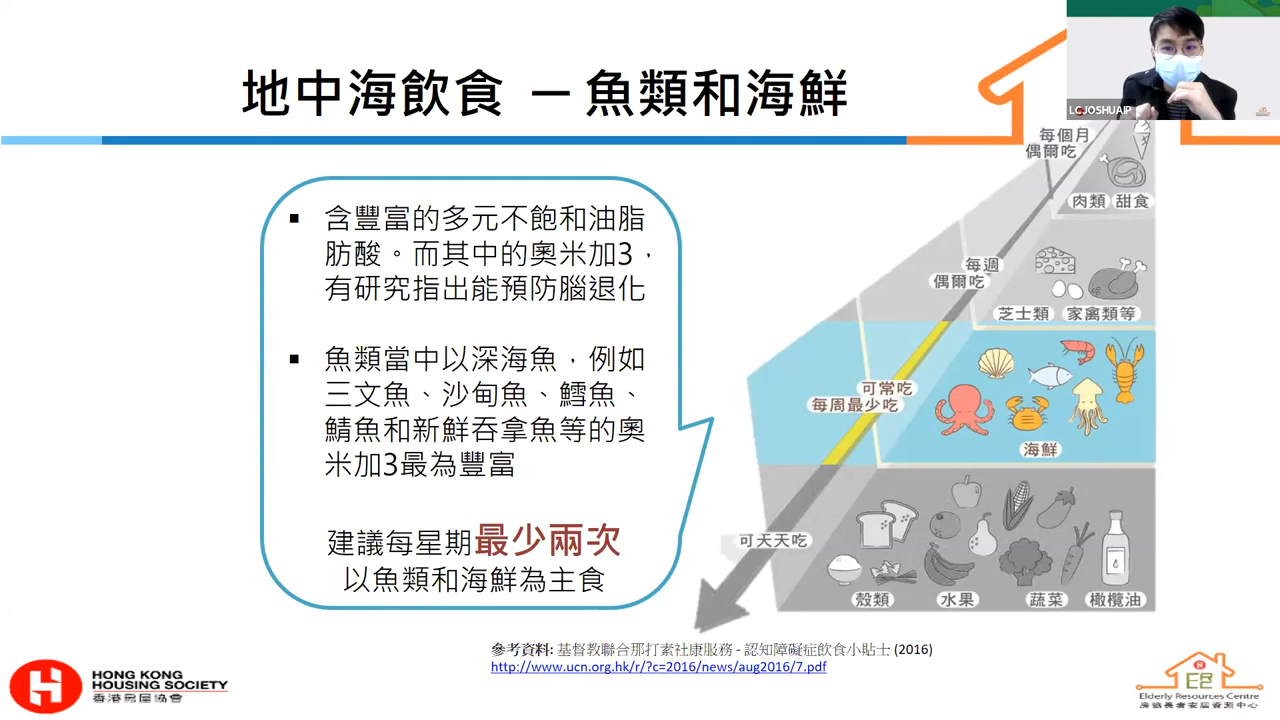 LC JOSHUA IP
地中海飲食 － 魚類和海鮮
▪ 含豐富的多元不飽和油脂
肪酸。而其中的奧米加3，
有研究指出能預防腦退化
▪ 魚類當中以深海魚，例如
三文魚、沙甸魚、鱈魚、
鯖魚和新鮮吞拿魚等的奧
米加3最為豐富
建議每星期最少兩次
以魚類和海鮮為主食
每個月
偶爾吃
肉類 甜食
每週
偶爾吃
芝士類 家禽類等
可常吃
每周最少吃
海鮮
可天天吃
穀類 水果 蔬菜 橄欖油
參考資料: 基督教聯合那打素社康服務 - 認知障礙症飲食小貼士 (2016)
http://www.ucn.org.hk/r/?c=2016/news/aug2016/7.pdf
HONG KONG
HOUSING SOCIETY
香港房屋協會
Elderly Resources Centre
房協長者安居資源中心